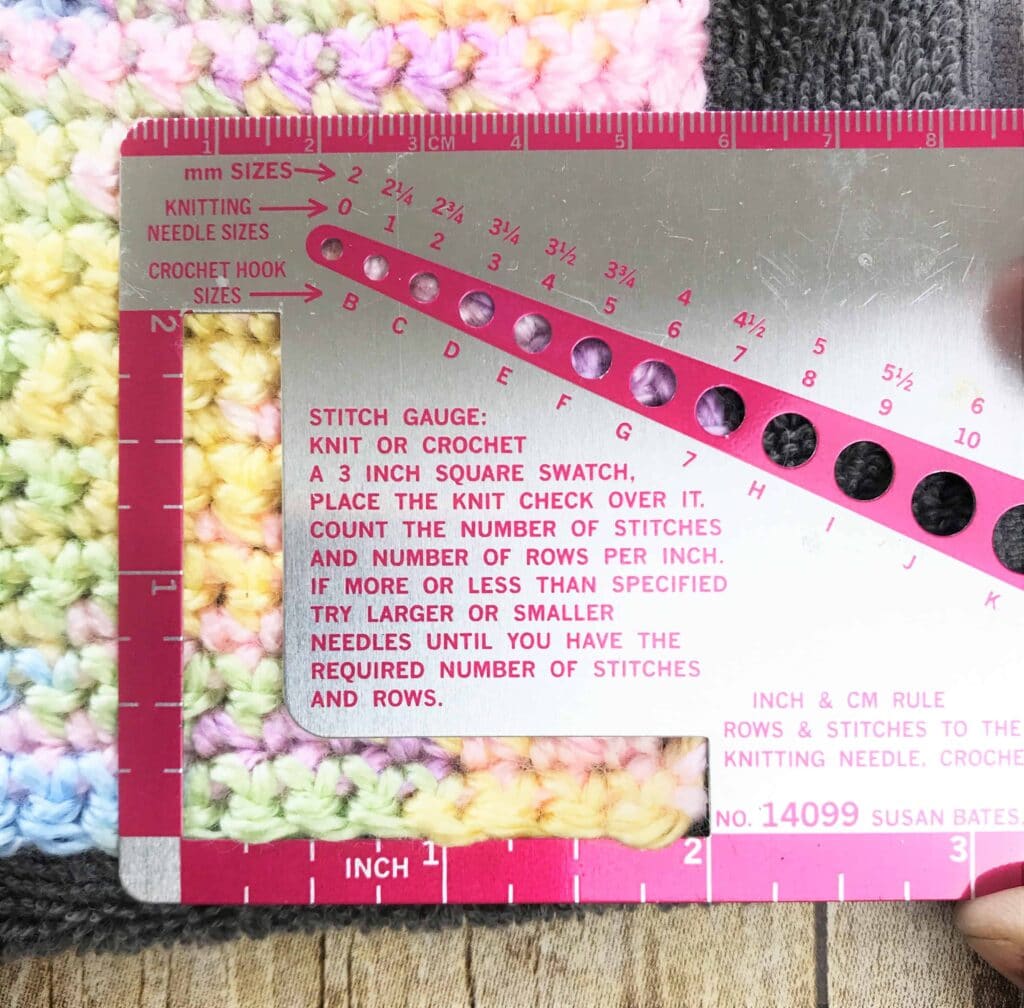 1 2 3 CM 4 5 6 7 8
mm SIZES 2 2¼ 2¾ 3¼ 3½ 3¾ 4 4½ 5 5½ 6
KNITTING
NEEDLE SIZES 0 1 2 3 4 5 6 7 8 9 10
CROCHET HOOK
SIZES B C D E F G 7 H I J K
2
1
STITCH GAUGE:
KNIT OR CROCHET
A 3 INCH SQUARE SWATCH,
PLACE THE KNIT CHECK OVER IT.
COUNT THE NUMBER OF STITCHES
AND NUMBER OF ROWS PER INCH.
IF MORE OR LESS THAN SPECIFIED
TRY LARGER OR SMALLER
NEEDLES UNTIL YOU HAVE THE
REQUIRED NUMBER OF STITCHES
AND ROWS.
INCH & CM RULE
ROWS & STITCHES TO THE
KNITTING NEEDLE, CROCHE
NO. 14099 SUSAN BATES,
INCH 1 2 3